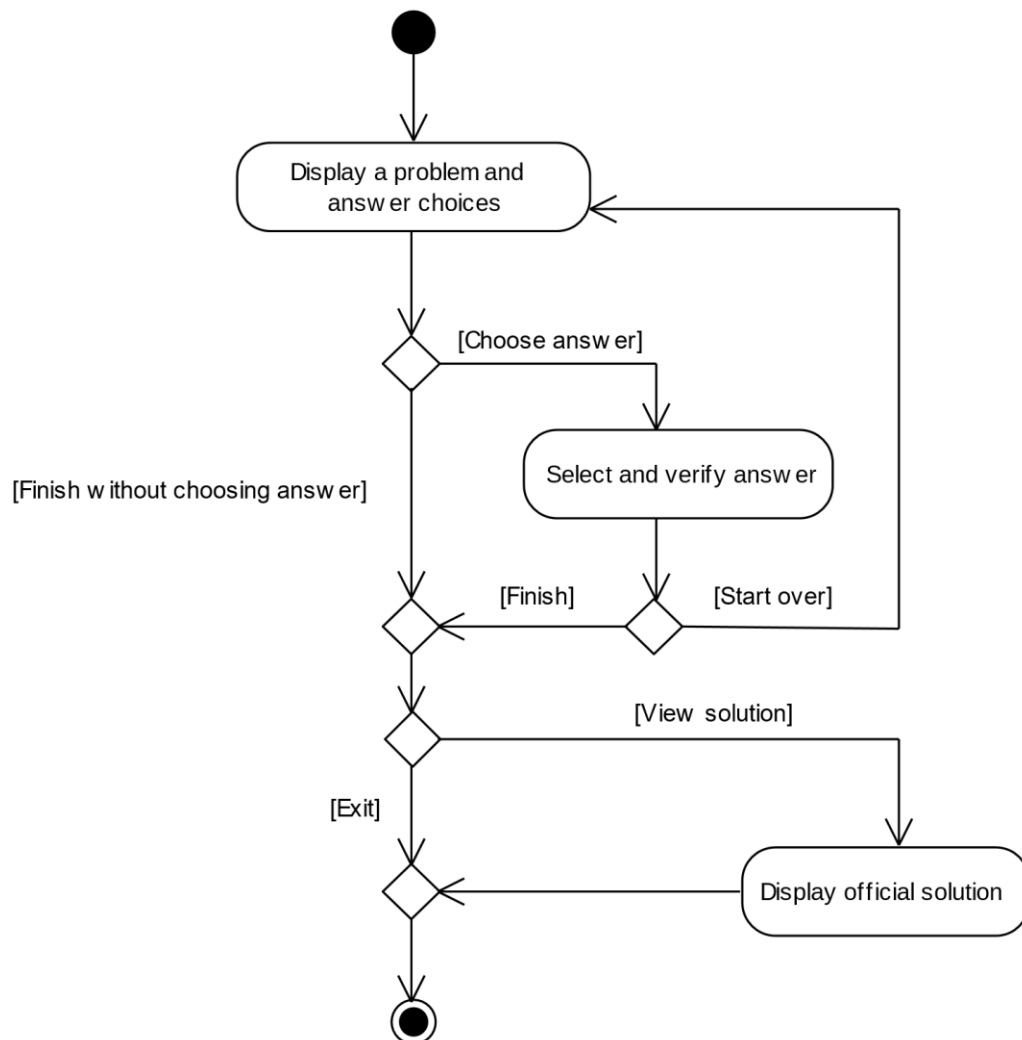 Display a problem and
answer choices
[Choose answer]
Select and verify answer
[Finish without choosing answer]
[Finish]
[Start over]
[View solution]
[Exit]
Display official solution